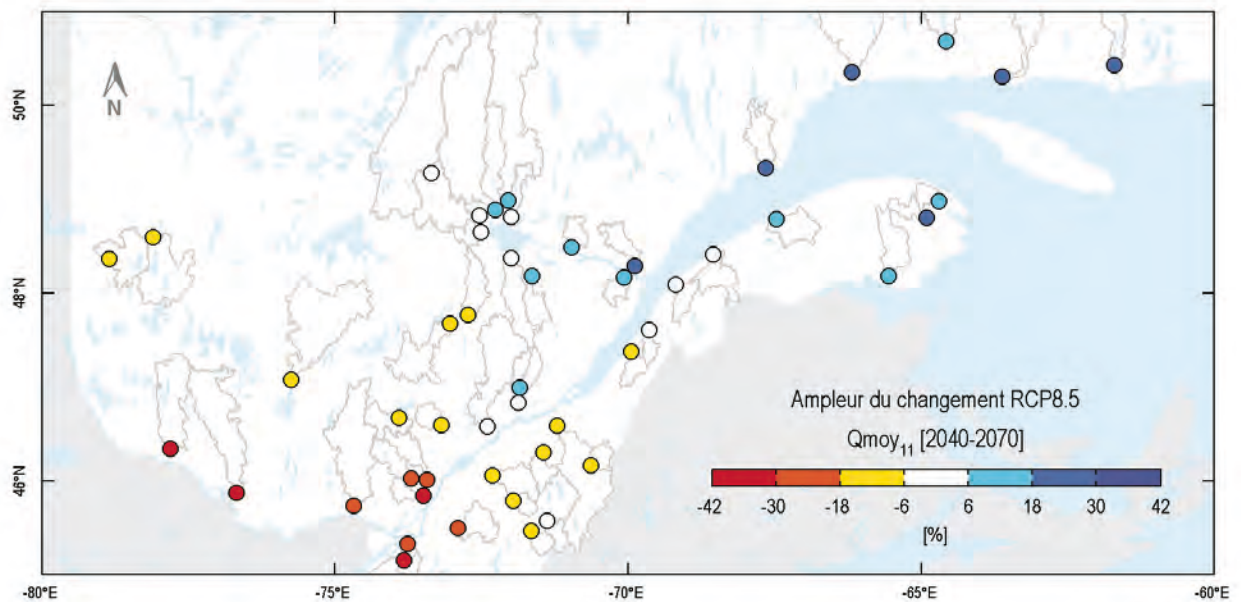 50°N
48°N
46°N
N
Ampleur du changement RCP8.5
Qmoy11 [2040-2070]
-42 -30 -18 -6 6 18 30 42
[%]
-80°E -75°E -70°E -65°E -60°E